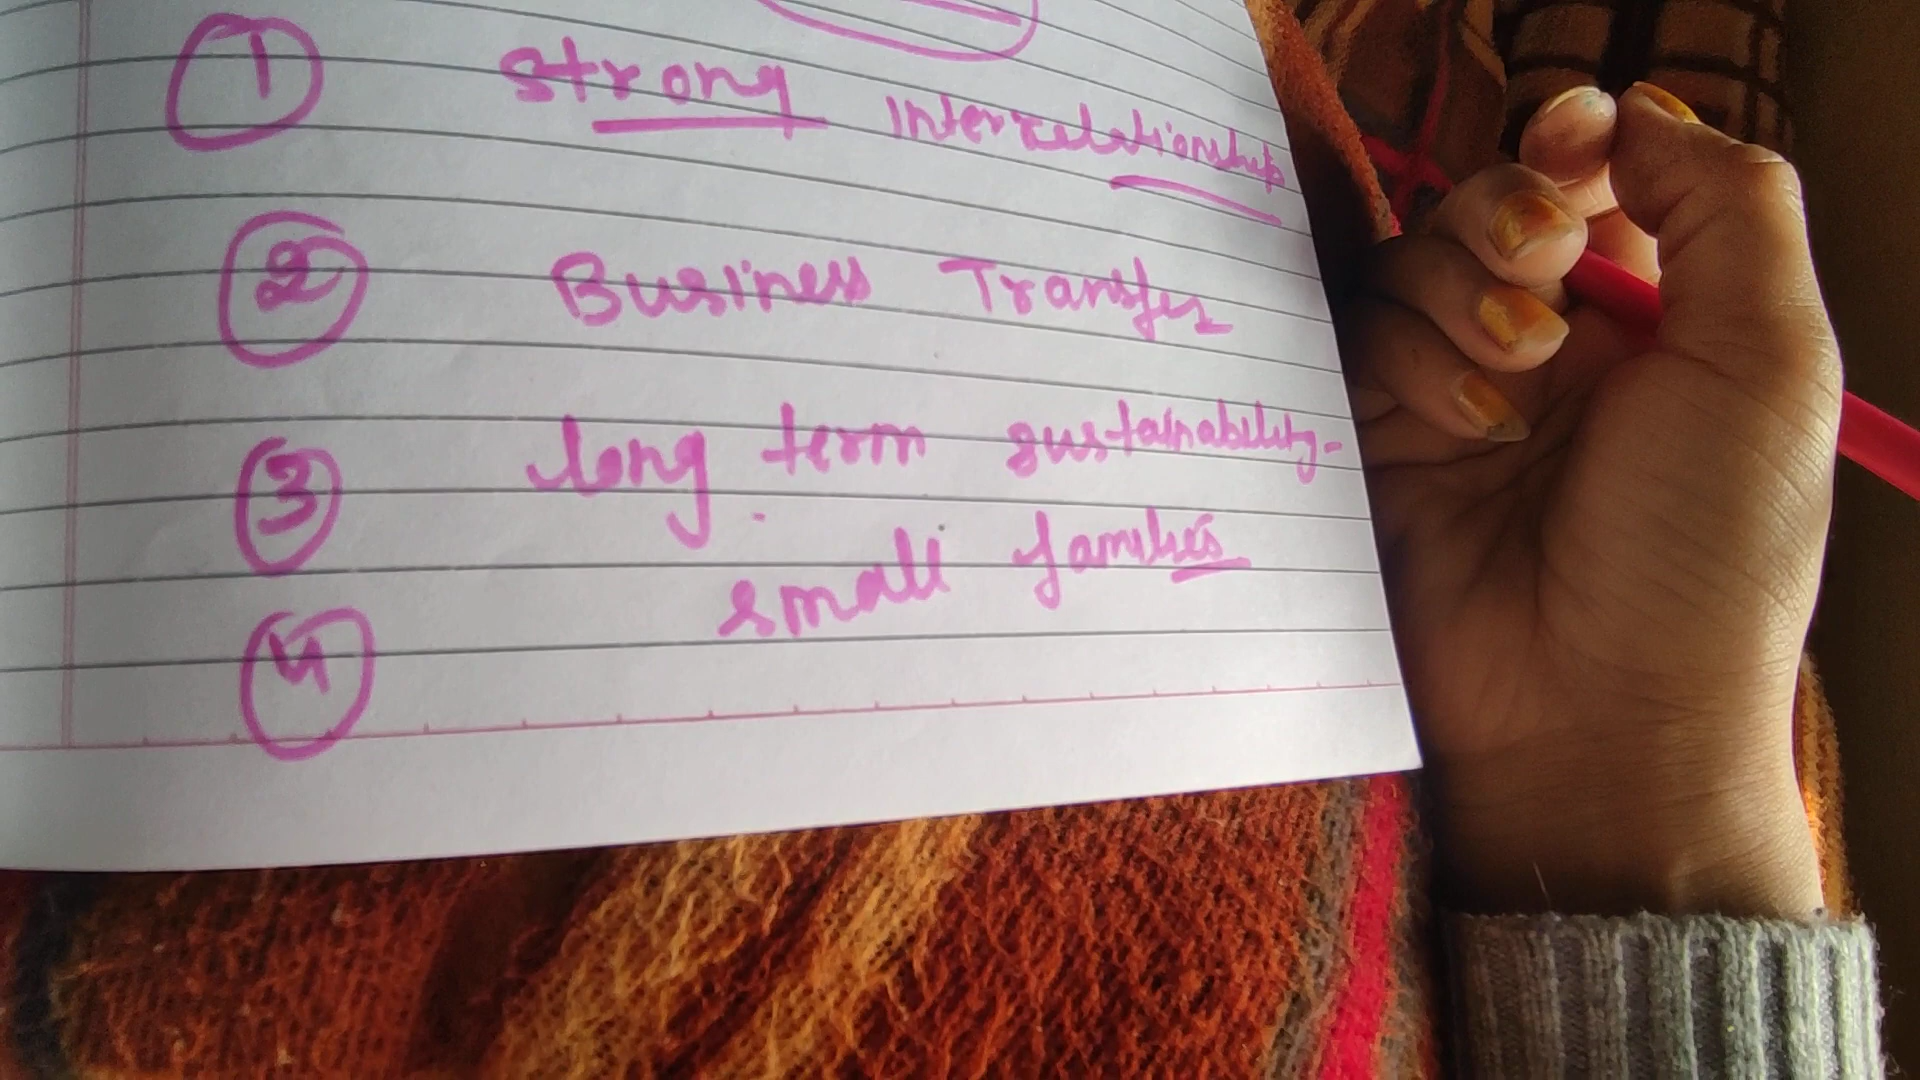 1 Strong Interrelationship
2 Business Transfer
3 long term sustainability-
small families
4